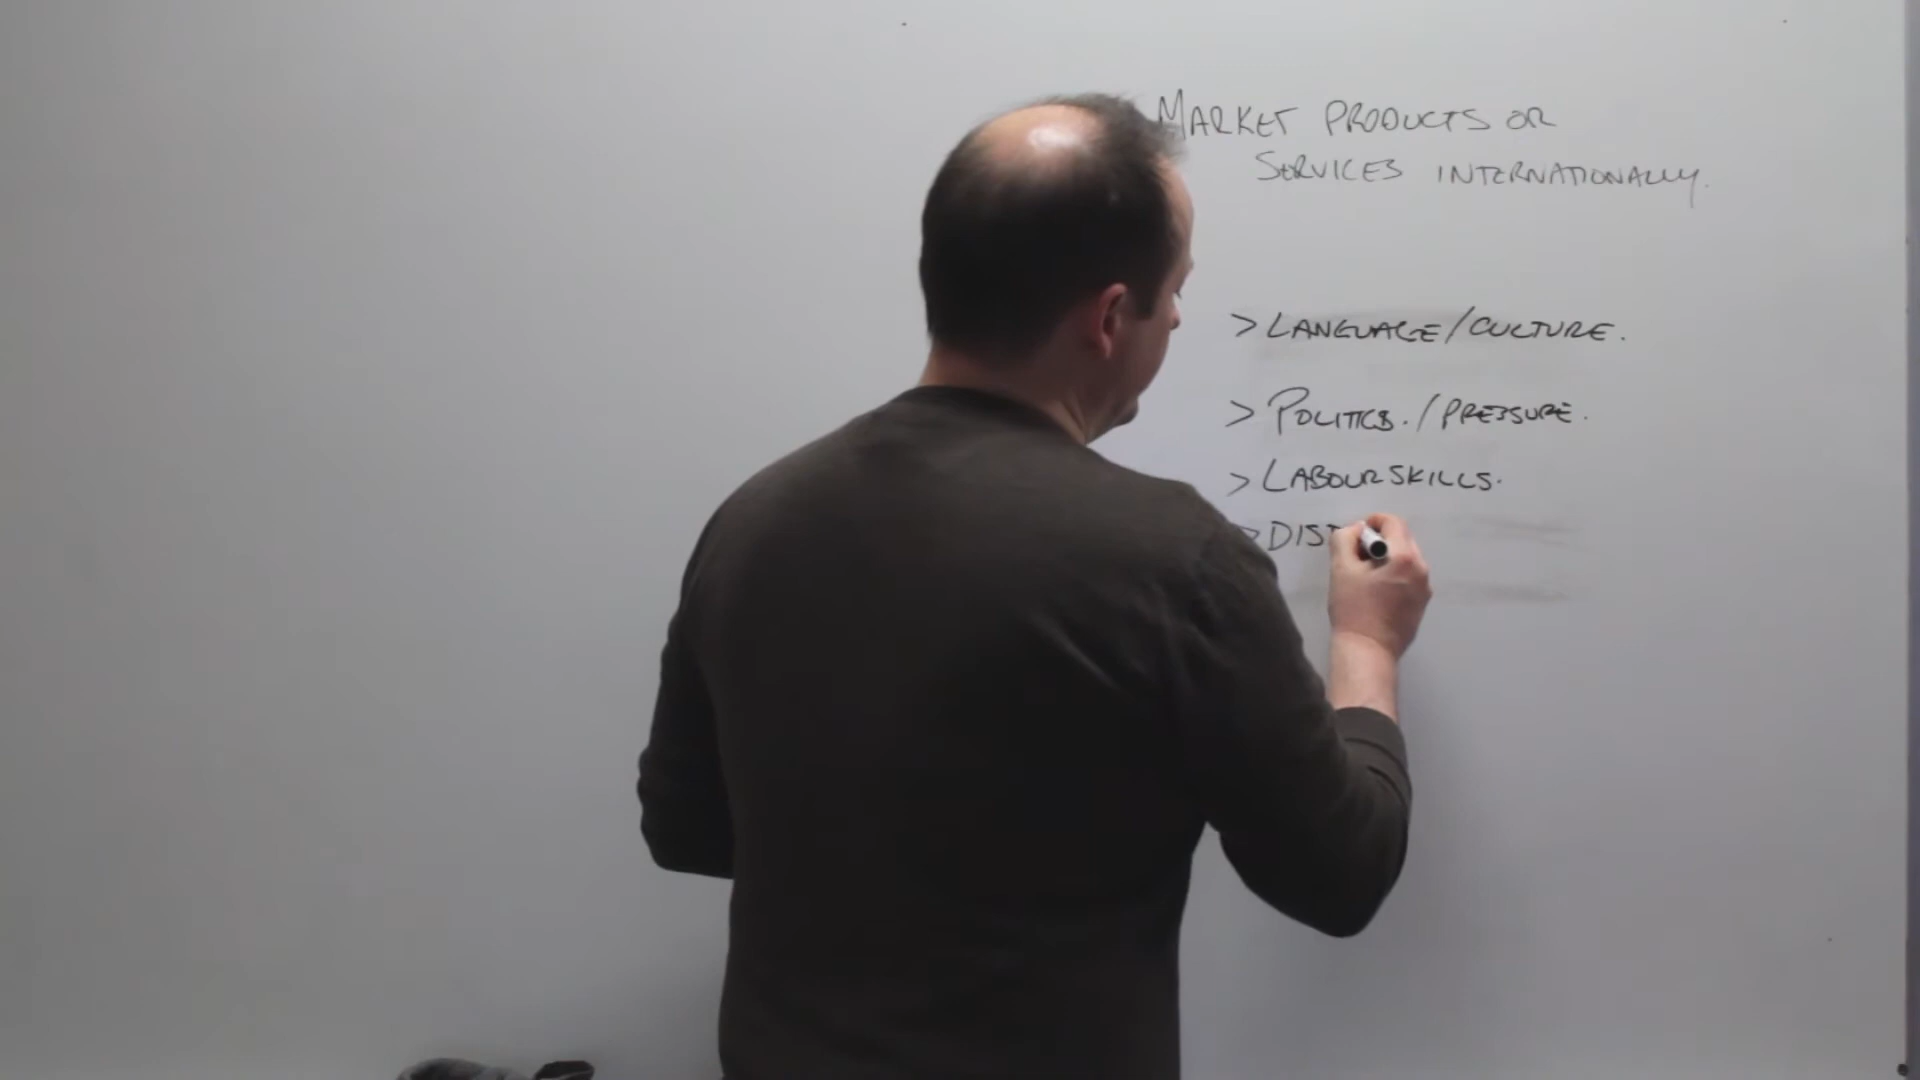 MARKET PRODUCTS OR
SERVICES INTERNATIONALLY.
> LANGUAGE/CULTURE.
> POLITICS./PRESSURE.
> LABOUR SKILLS.
> DIST